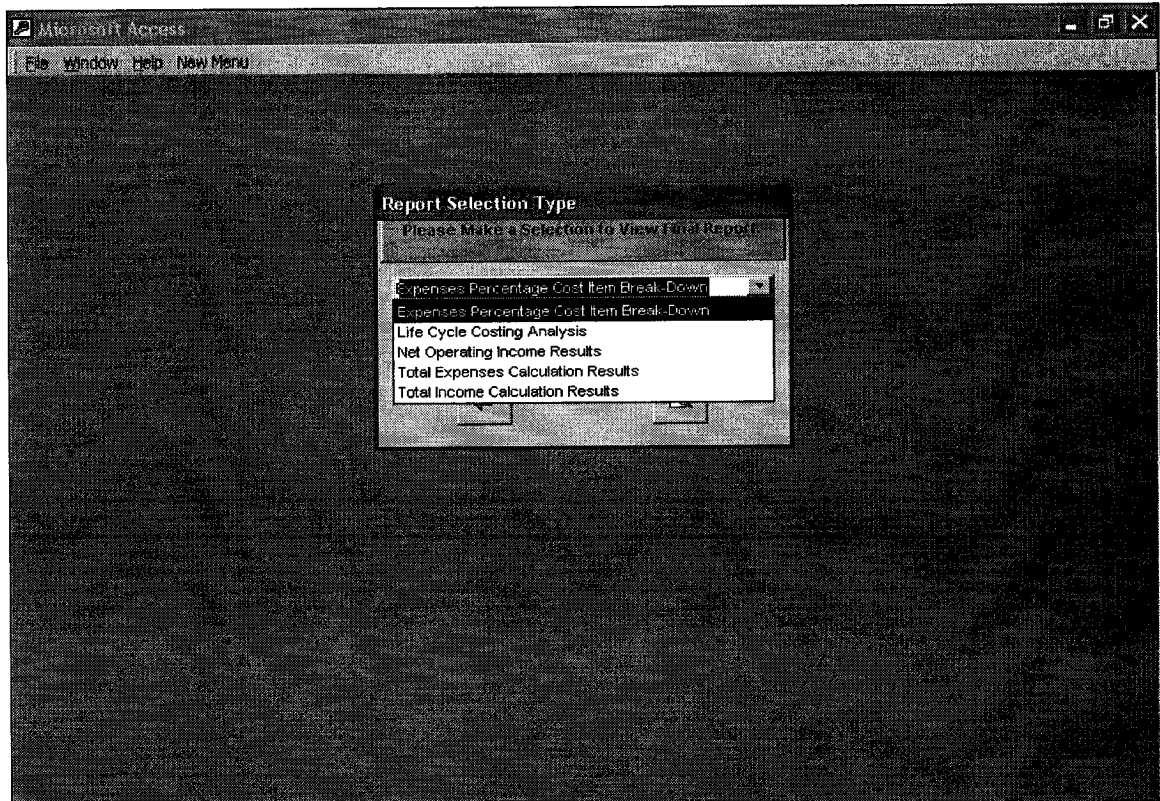 Microsoft Access
File Window Help New Menu
Report Selection Type
Please Make a Selection to View Final Report
Expenses Percentage Cost Item Break-Down
Expenses Percentage Cost Item Break-Down
Life Cycle Costing Analysis
Net Operating Income Results
Total Expenses Calculation Results
Total Income Calculation Results